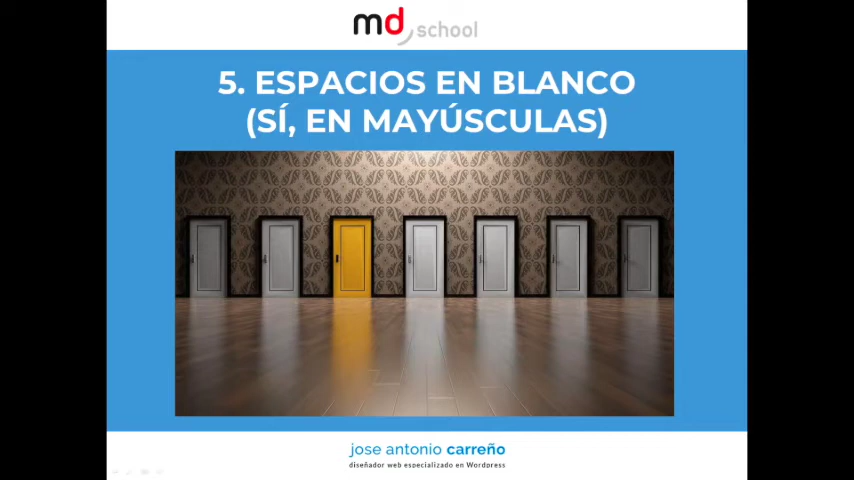 md school
5. ESPACIOS EN BLANCO
(SÍ, EN MAYÚSCULAS)
jose antonio carreño
diseñador web especializado en Wordpress